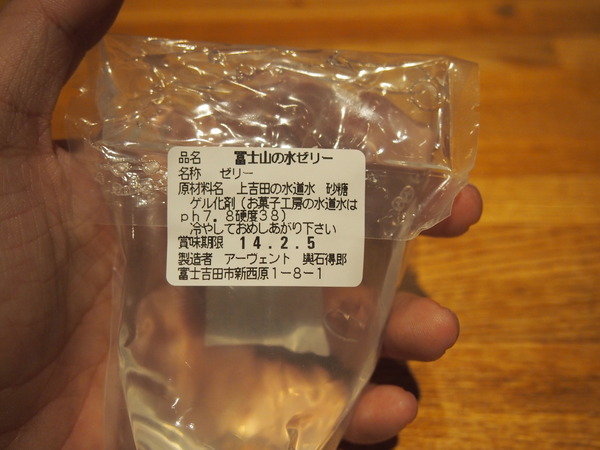 品名　冨士山の水ゼリー
名称　ゼリー
原材料名　上吉田の水道水　砂糖
ゲル化剤（お菓子工房の水道水は
ｐｈ７．８硬度３８）
冷やしておめしあがり下さい
賞味期限　14.2.5
製造者　アーヴェント　輿石得郎
富士吉田市新西原１－８－１